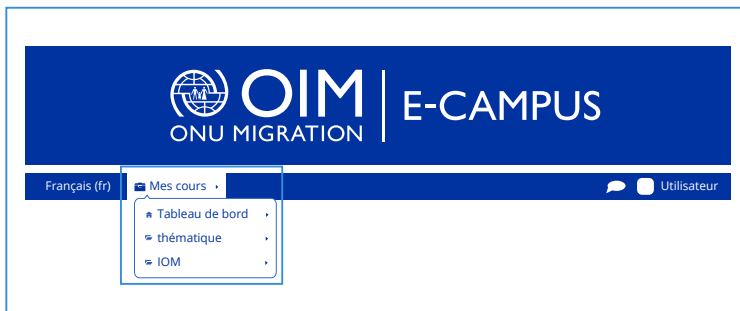 OIM
ONU MIGRATION
E-CAMPUS
Français (fr) Mes cours Utilisateur
Tableau de bord
thématique
IOM